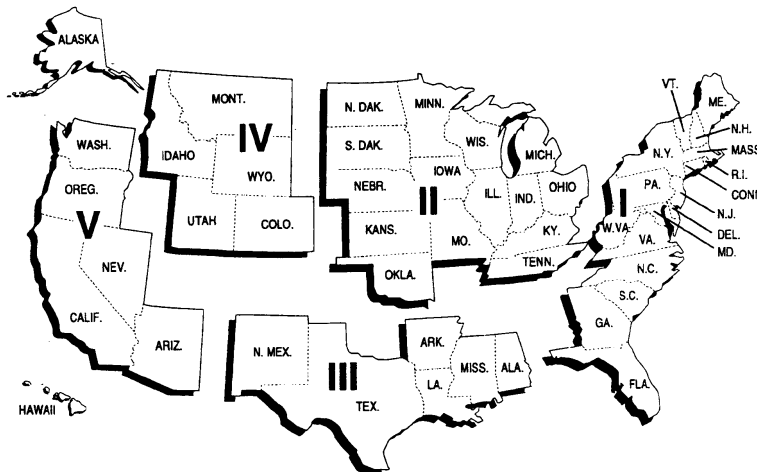 ALASKA
VT.
ME.
MONT.
N. DAK.
MINN.
N.H.
WASH.
IV
WIS.
MASS
N.Y.
IDAHO
S. DAK.
MICH.
R.I.
OREG.
WYO.
IOWA
PA.
CONN
NEBR.
ILL.
IND.
OHIO
I
N.J.
V
UTAH
COLO.
II
W.VA.
DEL.
KANS.
MO.
KY.
VA.
MD.
NEV.
OKLA.
TENN.
N.C.
S.C.
CALIF.
ARIZ.
N. MEX.
III
ARK.
MISS.
ALA.
GA.
LA.
TEX.
FLA.
HAWAII